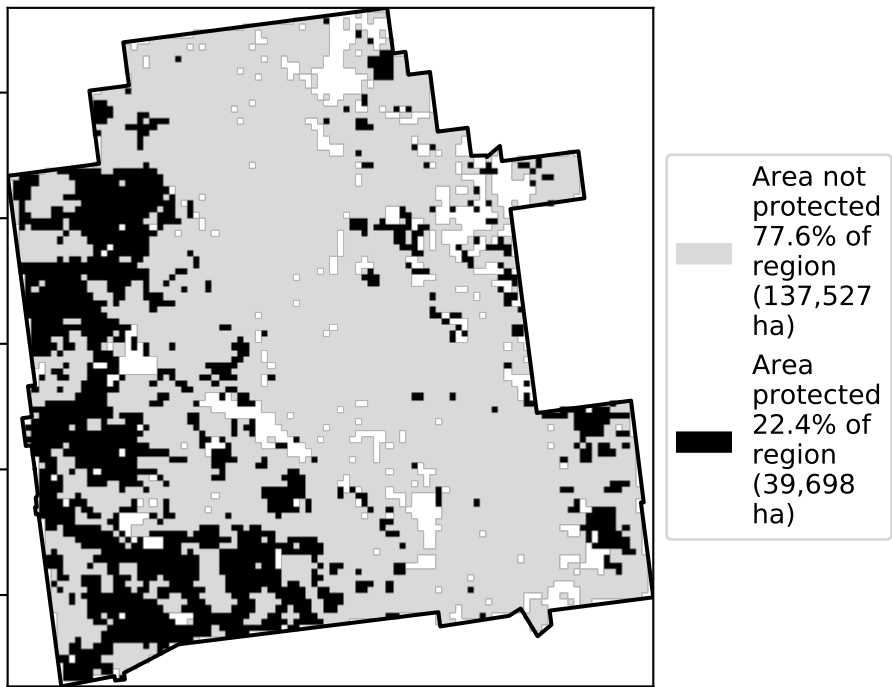 Area not
protected
77.6% of
region
(137,527
ha)
Area
protected
22.4% of
region
(39,698
ha)